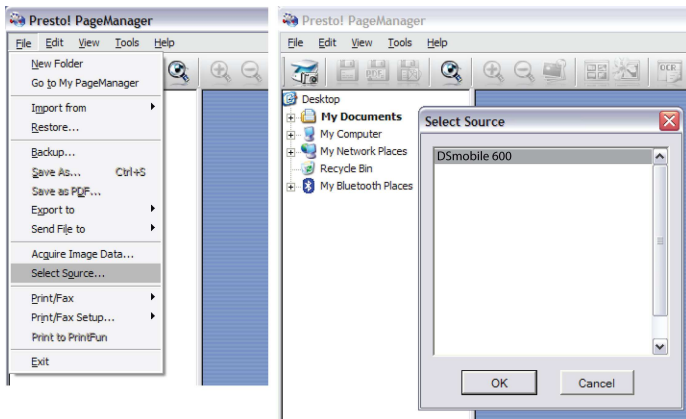 Presto! PageManager
File Edit View Tools Help
New Folder
Go to My PageManager
Import from
Restore...
Backup...
Save As... Ctrl+S
Save as PDF...
Export to
Send File to
Acquire Image Data...
Select Source...
Print/Fax
Print/Fax Setup...
Print to PrintFun
Exit
Presto! PageManager
File Edit View Tools Help
PDF
OCR
Desktop
My Documents
My Computer
My Network Places
Recycle Bin
My Bluetooth Places
Select Source
DSmobile 600
OK Cancel